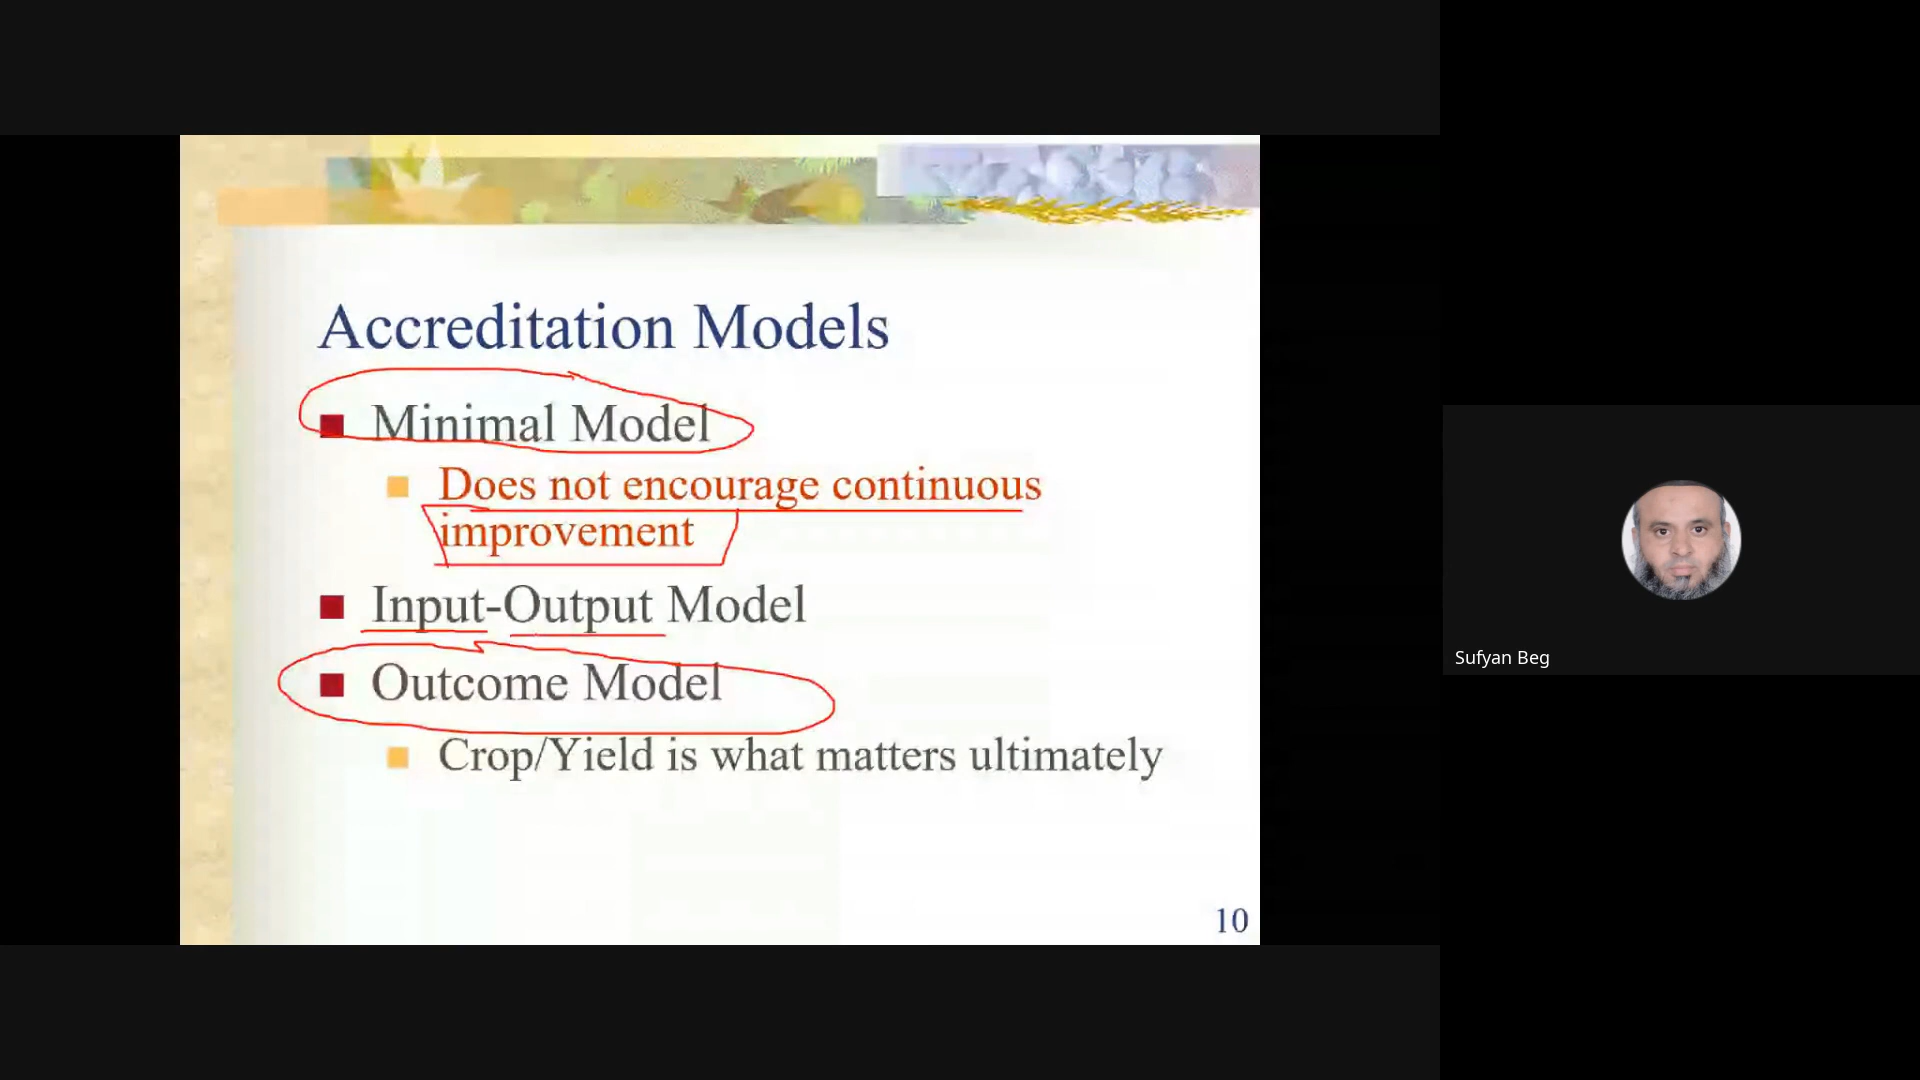 Accreditation Models
Minimal Model
Does not encourage continuous
improvement
Input-Output Model
Outcome Model
Crop/Yield is what matters ultimately
10
Sufyan Beg